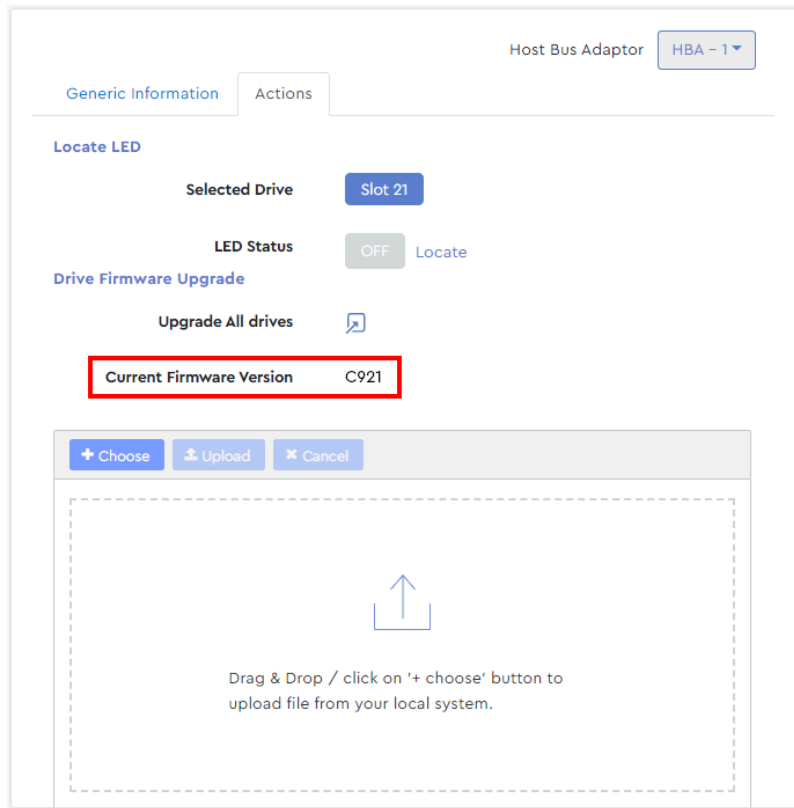 Host Bus Adaptor HBA – 1
Generic Information Actions
Locate LED
Selected Drive Slot 21
LED Status OFF Locate
Drive Firmware Upgrade
Upgrade All drives
Current Firmware Version C921
+ Choose Upload × Cancel
Drag & Drop / click on '+ choose' button to
upload file from your local system.